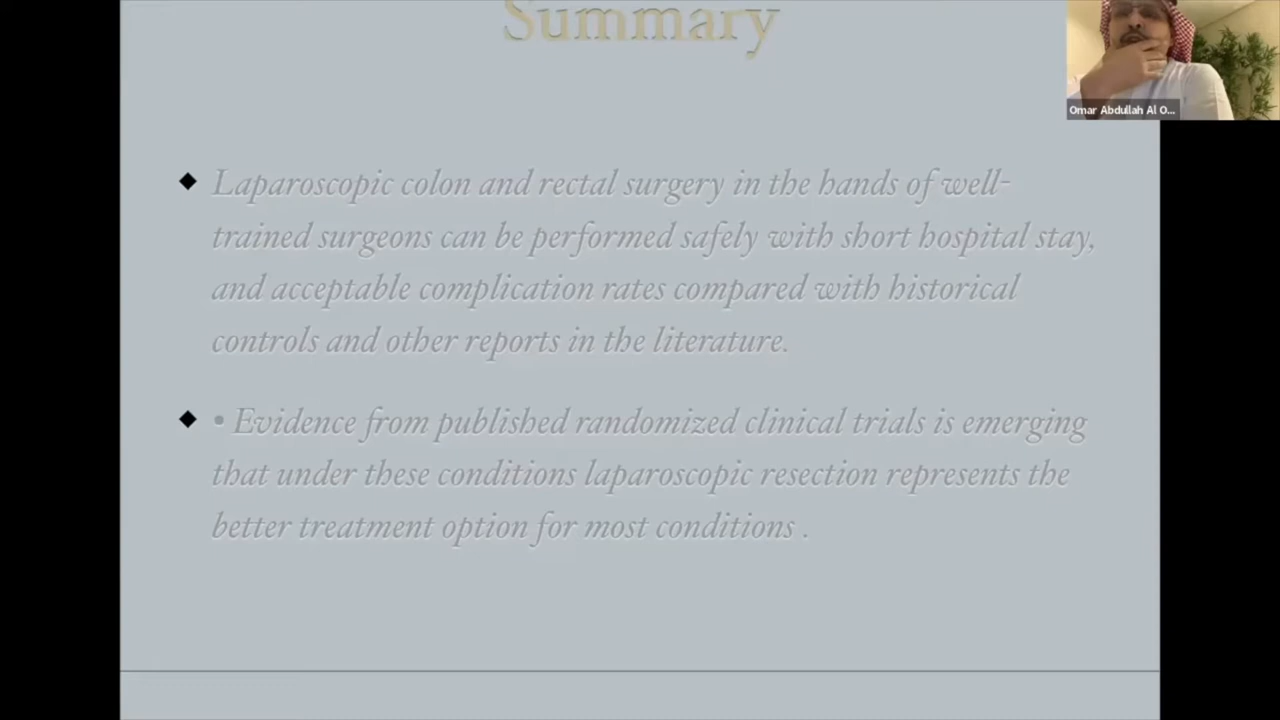 Summary
Omar Abdullah Al O...
Laparoscopic colon and rectal surgery in the hands of well-
trained surgeons can be performed safely with short hospital stay,
and acceptable complication rates compared with historical
controls and other reports in the literature.
• Evidence from published randomized clinical trials is emerging
that under these conditions laparoscopic resection represents the
better treatment option for most conditions .